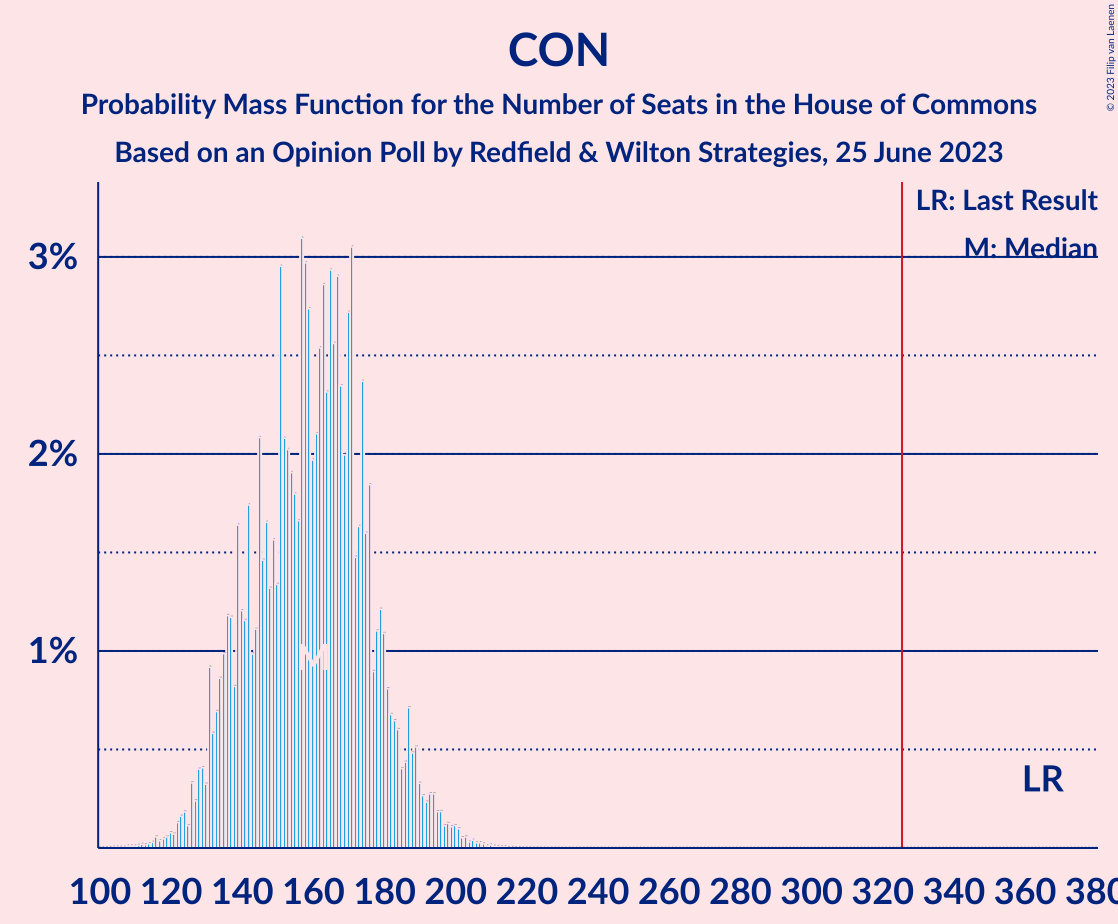 CON
Probability Mass Function for the Number of Seats in the House of Commons
Based on an Opinion Poll by Redfield & Wilton Strategies, 25 June 2023
© 2023 Filip van Laenen
LR: Last Result
M: Median
3%
2%
1%
M
LR
100 120 140 160 180 200 220 240 260 280 300 320 340 360 380